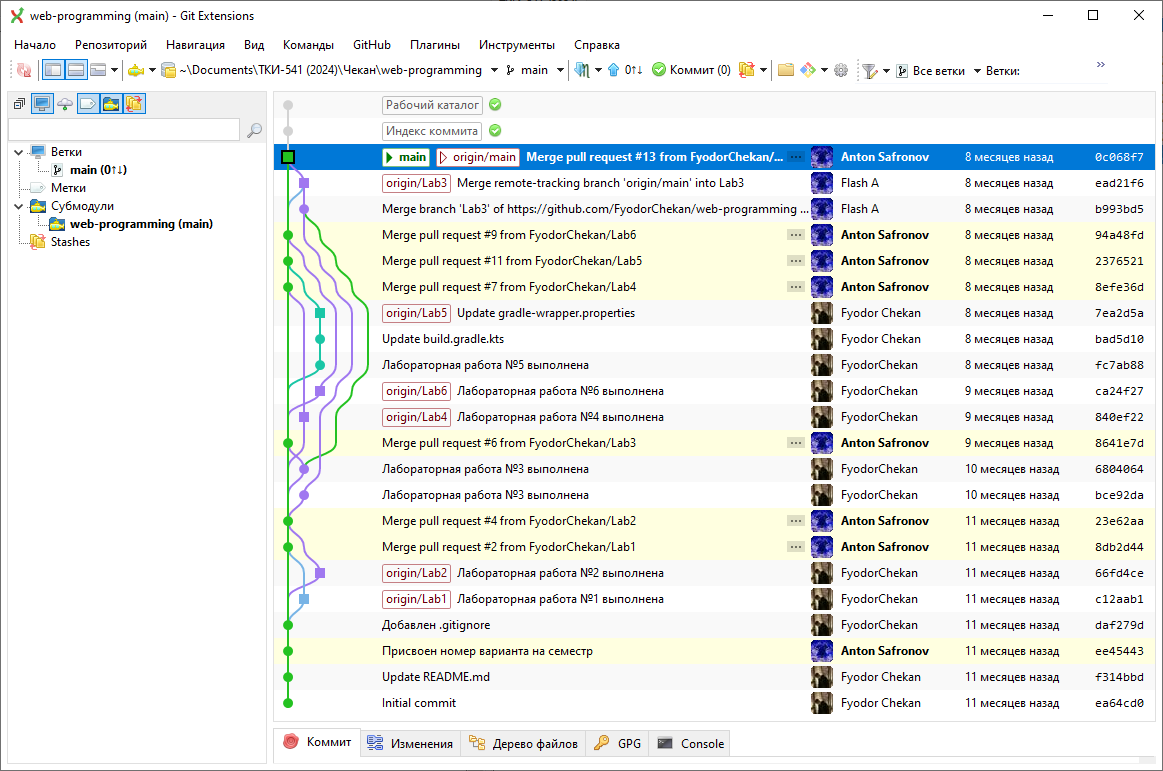 web-programming (main) - Git Extensions
Начало Репозиторий Навигация Вид Команды GitHub Плагины Инструменты Справка
~\Documents\ТКИ-541 (2024)\Чекан\web-programming main 0↑↓ Коммит (0) Все ветки Ветки: »
Ветки
main (0↑↓)
Метки
Субмодули
web-programming (main)
Stashes
Рабочий каталог
Индекс коммита
main origin/main Merge pull request #13 from FyodorChekan/... Anton Safronov 8 месяцев назад 0c068f7
origin/Lab3 Merge remote-tracking branch 'origin/main' into Lab3 Flash A 8 месяцев назад ead21f6
Merge branch 'Lab3' of https://github.com/FyodorChekan/web-programming ... Flash A 8 месяцев назад b993bd5
Merge pull request #9 from FyodorChekan/Lab6 Anton Safronov 8 месяцев назад 94a48fd
Merge pull request #11 from FyodorChekan/Lab5 Anton Safronov 8 месяцев назад 2376521
Merge pull request #7 from FyodorChekan/Lab4 Anton Safronov 8 месяцев назад 8efe36d
origin/Lab5 Update gradle-wrapper.properties Fyodor Chekan 8 месяцев назад 7ea2d5a
Update build.gradle.kts Fyodor Chekan 8 месяцев назад bad5d10
Лабораторная работа №5 выполнена FyodorChekan 8 месяцев назад fc7ab88
origin/Lab6 Лабораторная работа №6 выполнена FyodorChekan 9 месяцев назад ca24f27
origin/Lab4 Лабораторная работа №4 выполнена FyodorChekan 9 месяцев назад 840ef22
Merge pull request #6 from FyodorChekan/Lab3 Anton Safronov 9 месяцев назад 8641e7d
Лабораторная работа №3 выполнена FyodorChekan 10 месяцев назад 6804064
Лабораторная работа №3 выполнена FyodorChekan 10 месяцев назад bce92da
Merge pull request #4 from FyodorChekan/Lab2 Anton Safronov 11 месяцев назад 23e62aa
Merge pull request #2 from FyodorChekan/Lab1 Anton Safronov 11 месяцев назад 8db2d44
origin/Lab2 Лабораторная работа №2 выполнена FyodorChekan 11 месяцев назад 66fd4ce
origin/Lab1 Лабораторная работа №1 выполнена FyodorChekan 11 месяцев назад c12aab1
Добавлен .gitignore FyodorChekan 11 месяцев назад daf279d
Присвоен номер варианта на семестр Anton Safronov 11 месяцев назад ee45443
Update README.md Fyodor Chekan 11 месяцев назад f314bbd
Initial commit Fyodor Chekan 11 месяцев назад ea64cd0
Коммит Изменения Дерево файлов GPG Console